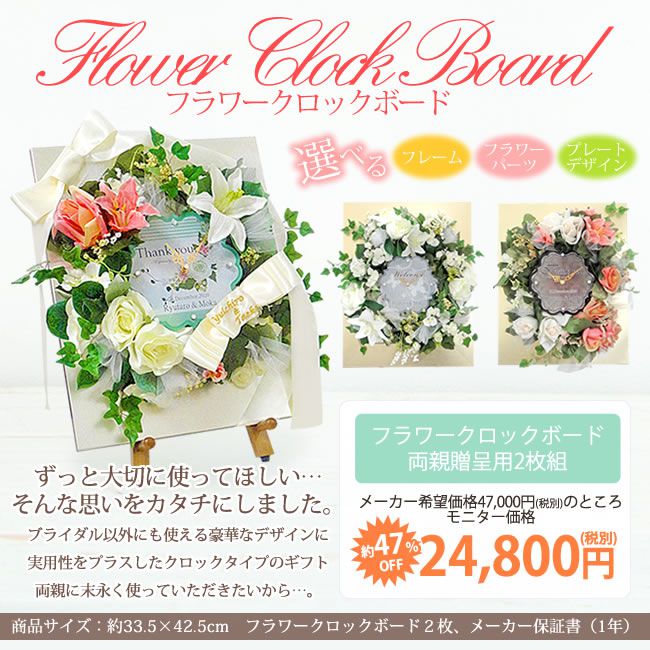 Flower Clock Board
フラワークロックボード
選べる
フレーム
フラワー
パーツ
プレート
デザイン
Thank you
December 2020
Ryutaro & Moka
Welcome
フラワークロックボード
両親贈呈用2枚組
ずっと大切に使ってほしい…
そんな思いをカタチにしました。
ブライダル以外にも使える豪華なデザインに
実用性をプラスしたクロックタイプのギフト
両親に末永く使っていただきたいから…。
メーカー希望価格47,000円(税別)のところ
モニター価格
約47%
OFF
24,800円(税別)
商品サイズ：約33.5×42.5cm　フラワークロックボード２枚、メーカー保証書（1年）